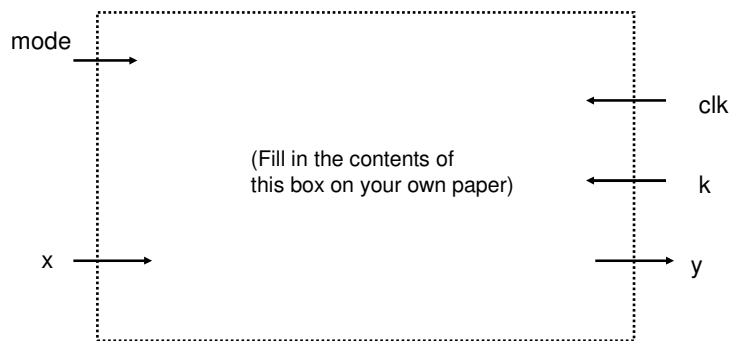 mode
clk
(Fill in the contents of
this box on your own paper)
k
x
y